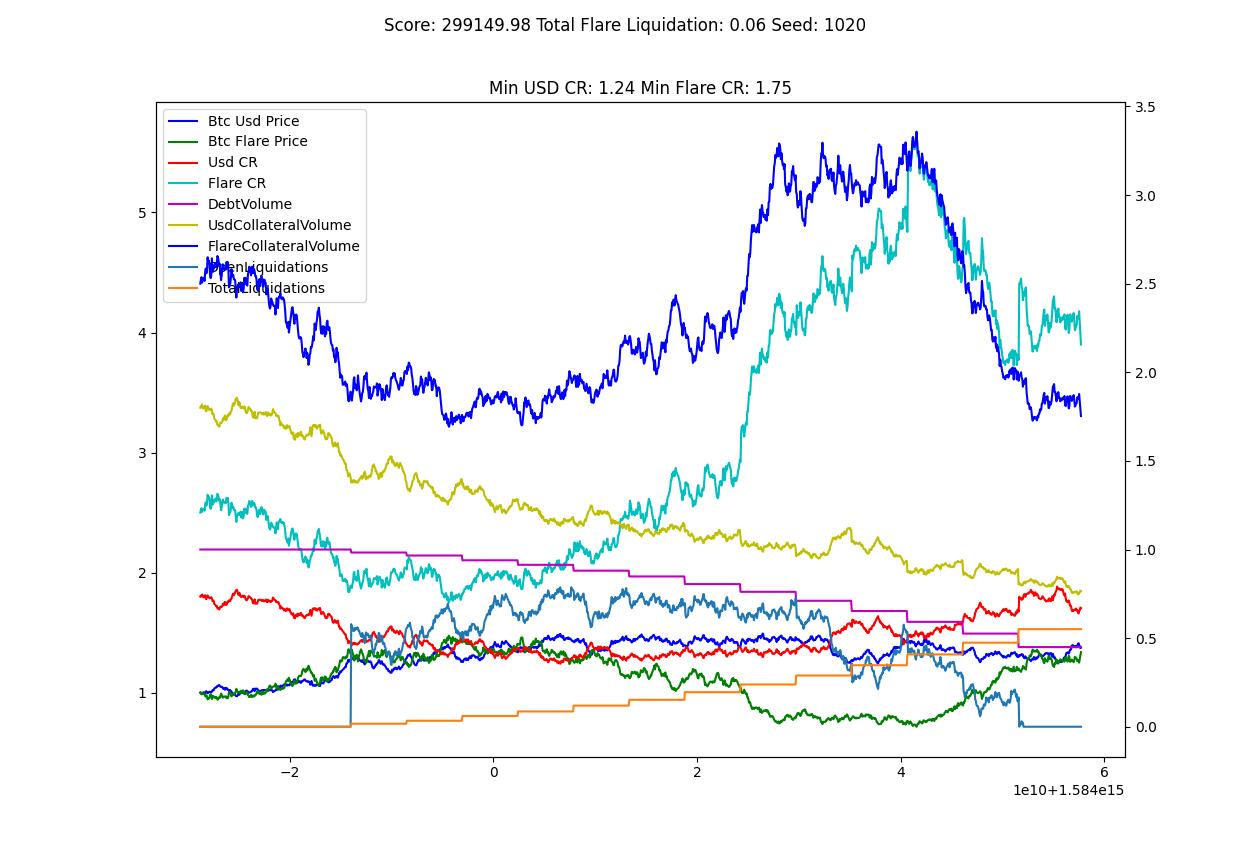 Score: 299149.98 Total Flare Liquidation: 0.06 Seed: 1020
Min USD CR: 1.24 Min Flare CR: 1.75
Btc Usd Price
Btc Flare Price
Usd CR
Flare CR
DebtVolume
UsdCollateralVolume
FlareCollateralVolume
OpenLiquidations
TotalLiquidations
5
4
3
2
1
3.5
3.0
2.5
2.0
1.5
1.0
0.5
0.0
−2
0
2
4
6
1e10+1.584e15